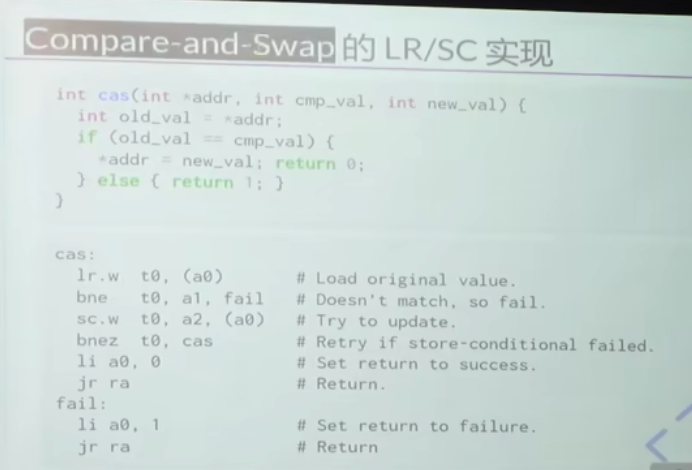 Compare-and-Swap 的 LR/SC 实现
int cas(int *addr, int cmp_val, int new_val) {
  int old_val = *addr;
  if (old_val == cmp_val) {
    *addr = new_val; return 0;
  } else { return 1; }
}
cas:
  lr.w  t0, (a0)       # Load original value.
  bne   t0, a1, fail   # Doesn't match, so fail.
  sc.w  t0, a2, (a0)   # Try to update.
  bnez  t0, cas        # Retry if store-conditional failed.
  li a0, 0             # Set return to success.
  jr ra                # Return.
fail:
  li a0, 1             # Set return to failure.
  jr ra                # Return